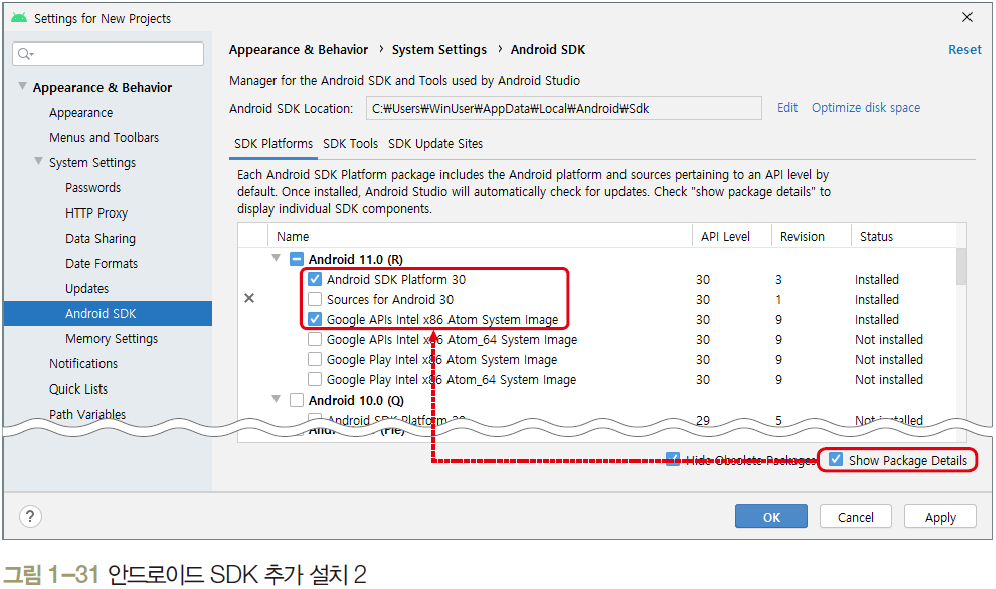 Settings for New Projects
Appearance & Behavior
Appearance
Menus and Toolbars
System Settings
Passwords
HTTP Proxy
Data Sharing
Date Formats
Updates
Android SDK
Memory Settings
Notifications
Quick Lists
Path Variables
Appearance & Behavior › System Settings › Android SDK
Reset
Manager for the Android SDK and Tools used by Android Studio
Android SDK Location: C:₩Users₩WinUser₩AppData₩Local₩Android₩Sdk Edit Optimize disk space
SDK Platforms SDK Tools SDK Update Sites
Each Android SDK Platform package includes the Android platform and sources pertaining to an API level by
default. Once installed, Android Studio will automatically check for updates. Check "show package details" to
display individual SDK components.
Name API Level Revision Status
Android 11.0 (R)
Android SDK Platform 30 30 3 Installed
Sources for Android 30 30 1 Installed
Google APIs Intel x86 Atom System Image 30 9 Installed
Google APIs Intel x86 Atom_64 System Image 30 9 Not installed
Google Play Intel x86 Atom System Image 30 9 Not installed
Google Play Intel x86 Atom_64 System Image 30 9 Not installed
Android 10.0 (Q)
Android SDK Platform 29 29 5 Not installed
Hide Obsolete Packages Show Package Details
? OK Cancel Apply
그림 1-31 안드로이드 SDK 추가 설치 2